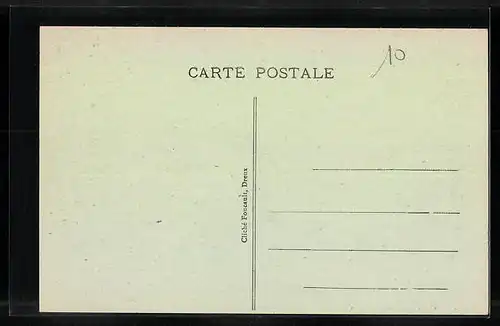 CARTE POSTALE
10
Cliché Foucault, Dreux